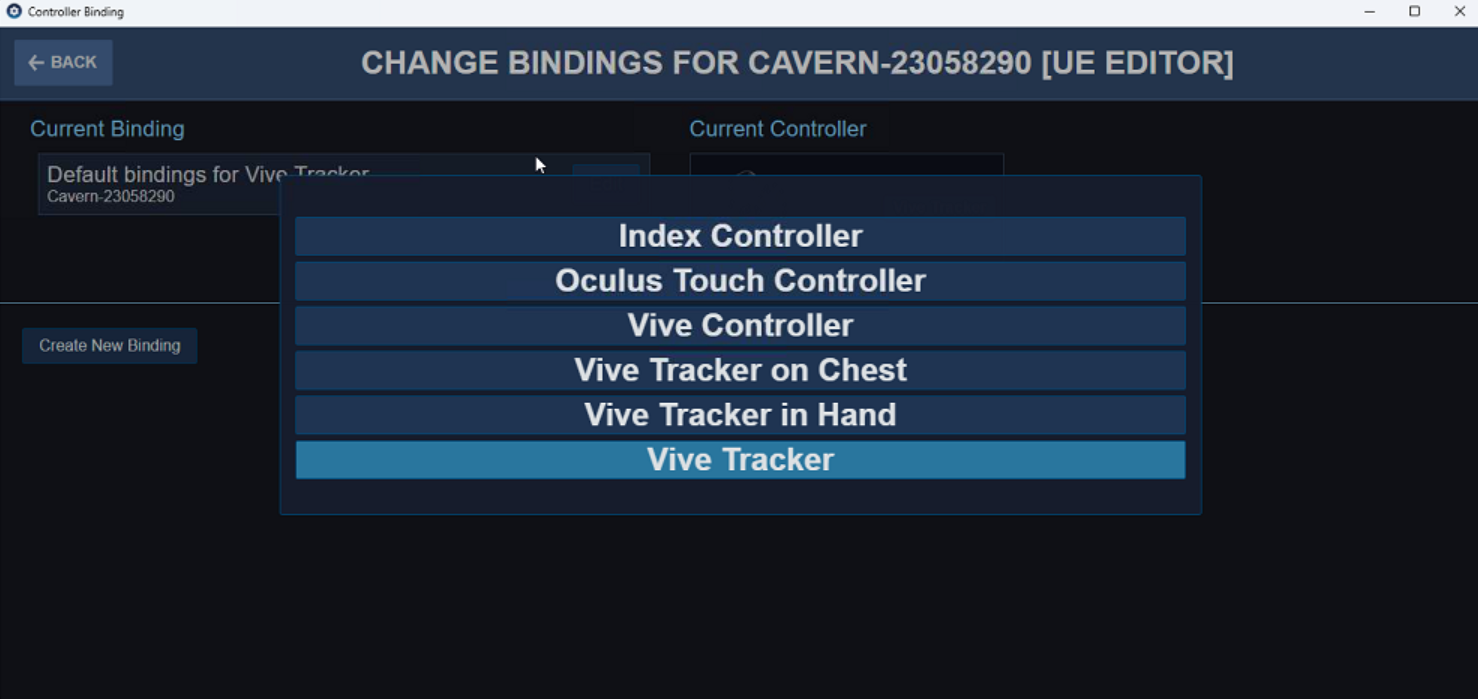 Controller Binding
← BACK
CHANGE BINDINGS FOR CAVERN-23058290 [UE EDITOR]
Current Binding
Current Controller
Default bindings for Vive Tracker
Cavern-23058290
Index Controller
Oculus Touch Controller
Vive Controller
Create New Binding
Vive Tracker on Chest
Vive Tracker in Hand
Vive Tracker